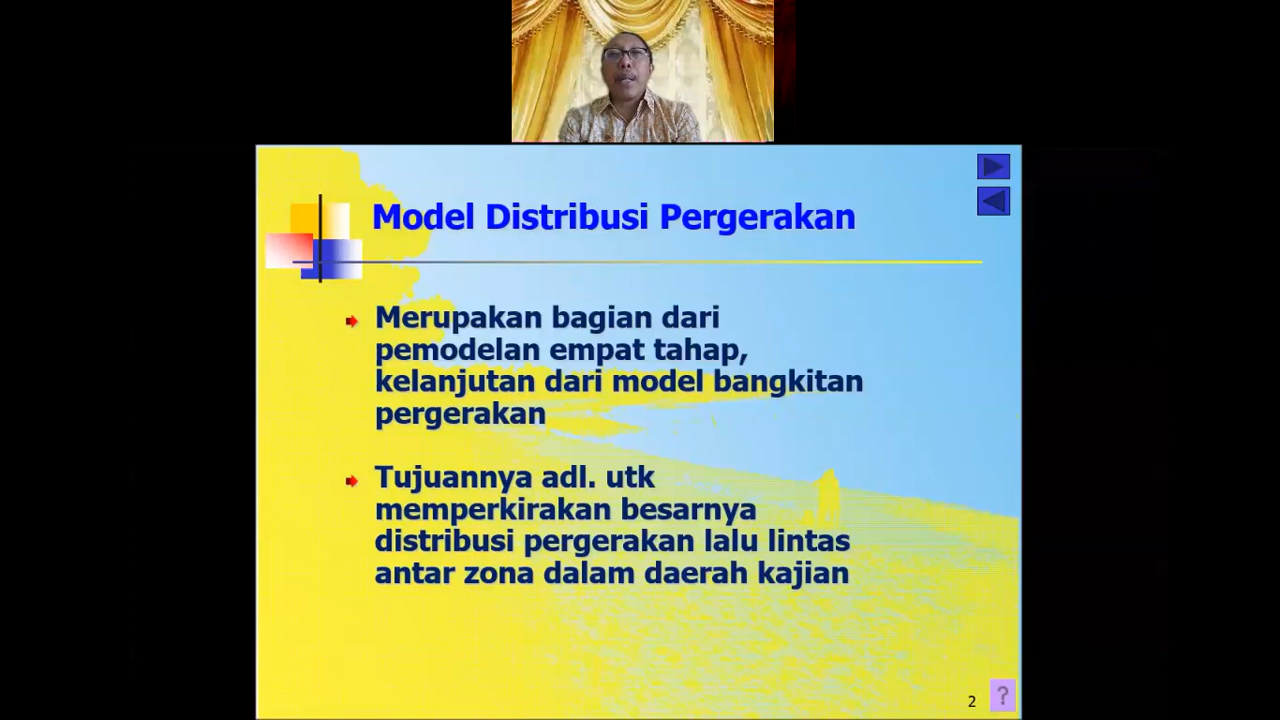 Model Distribusi Pergerakan
Merupakan bagian dari
pemodelan empat tahap,
kelanjutan dari model bangkitan
pergerakan
Tujuannya adl. utk
memperkirakan besarnya
distribusi pergerakan lalu lintas
antar zona dalam daerah kajian
2
?